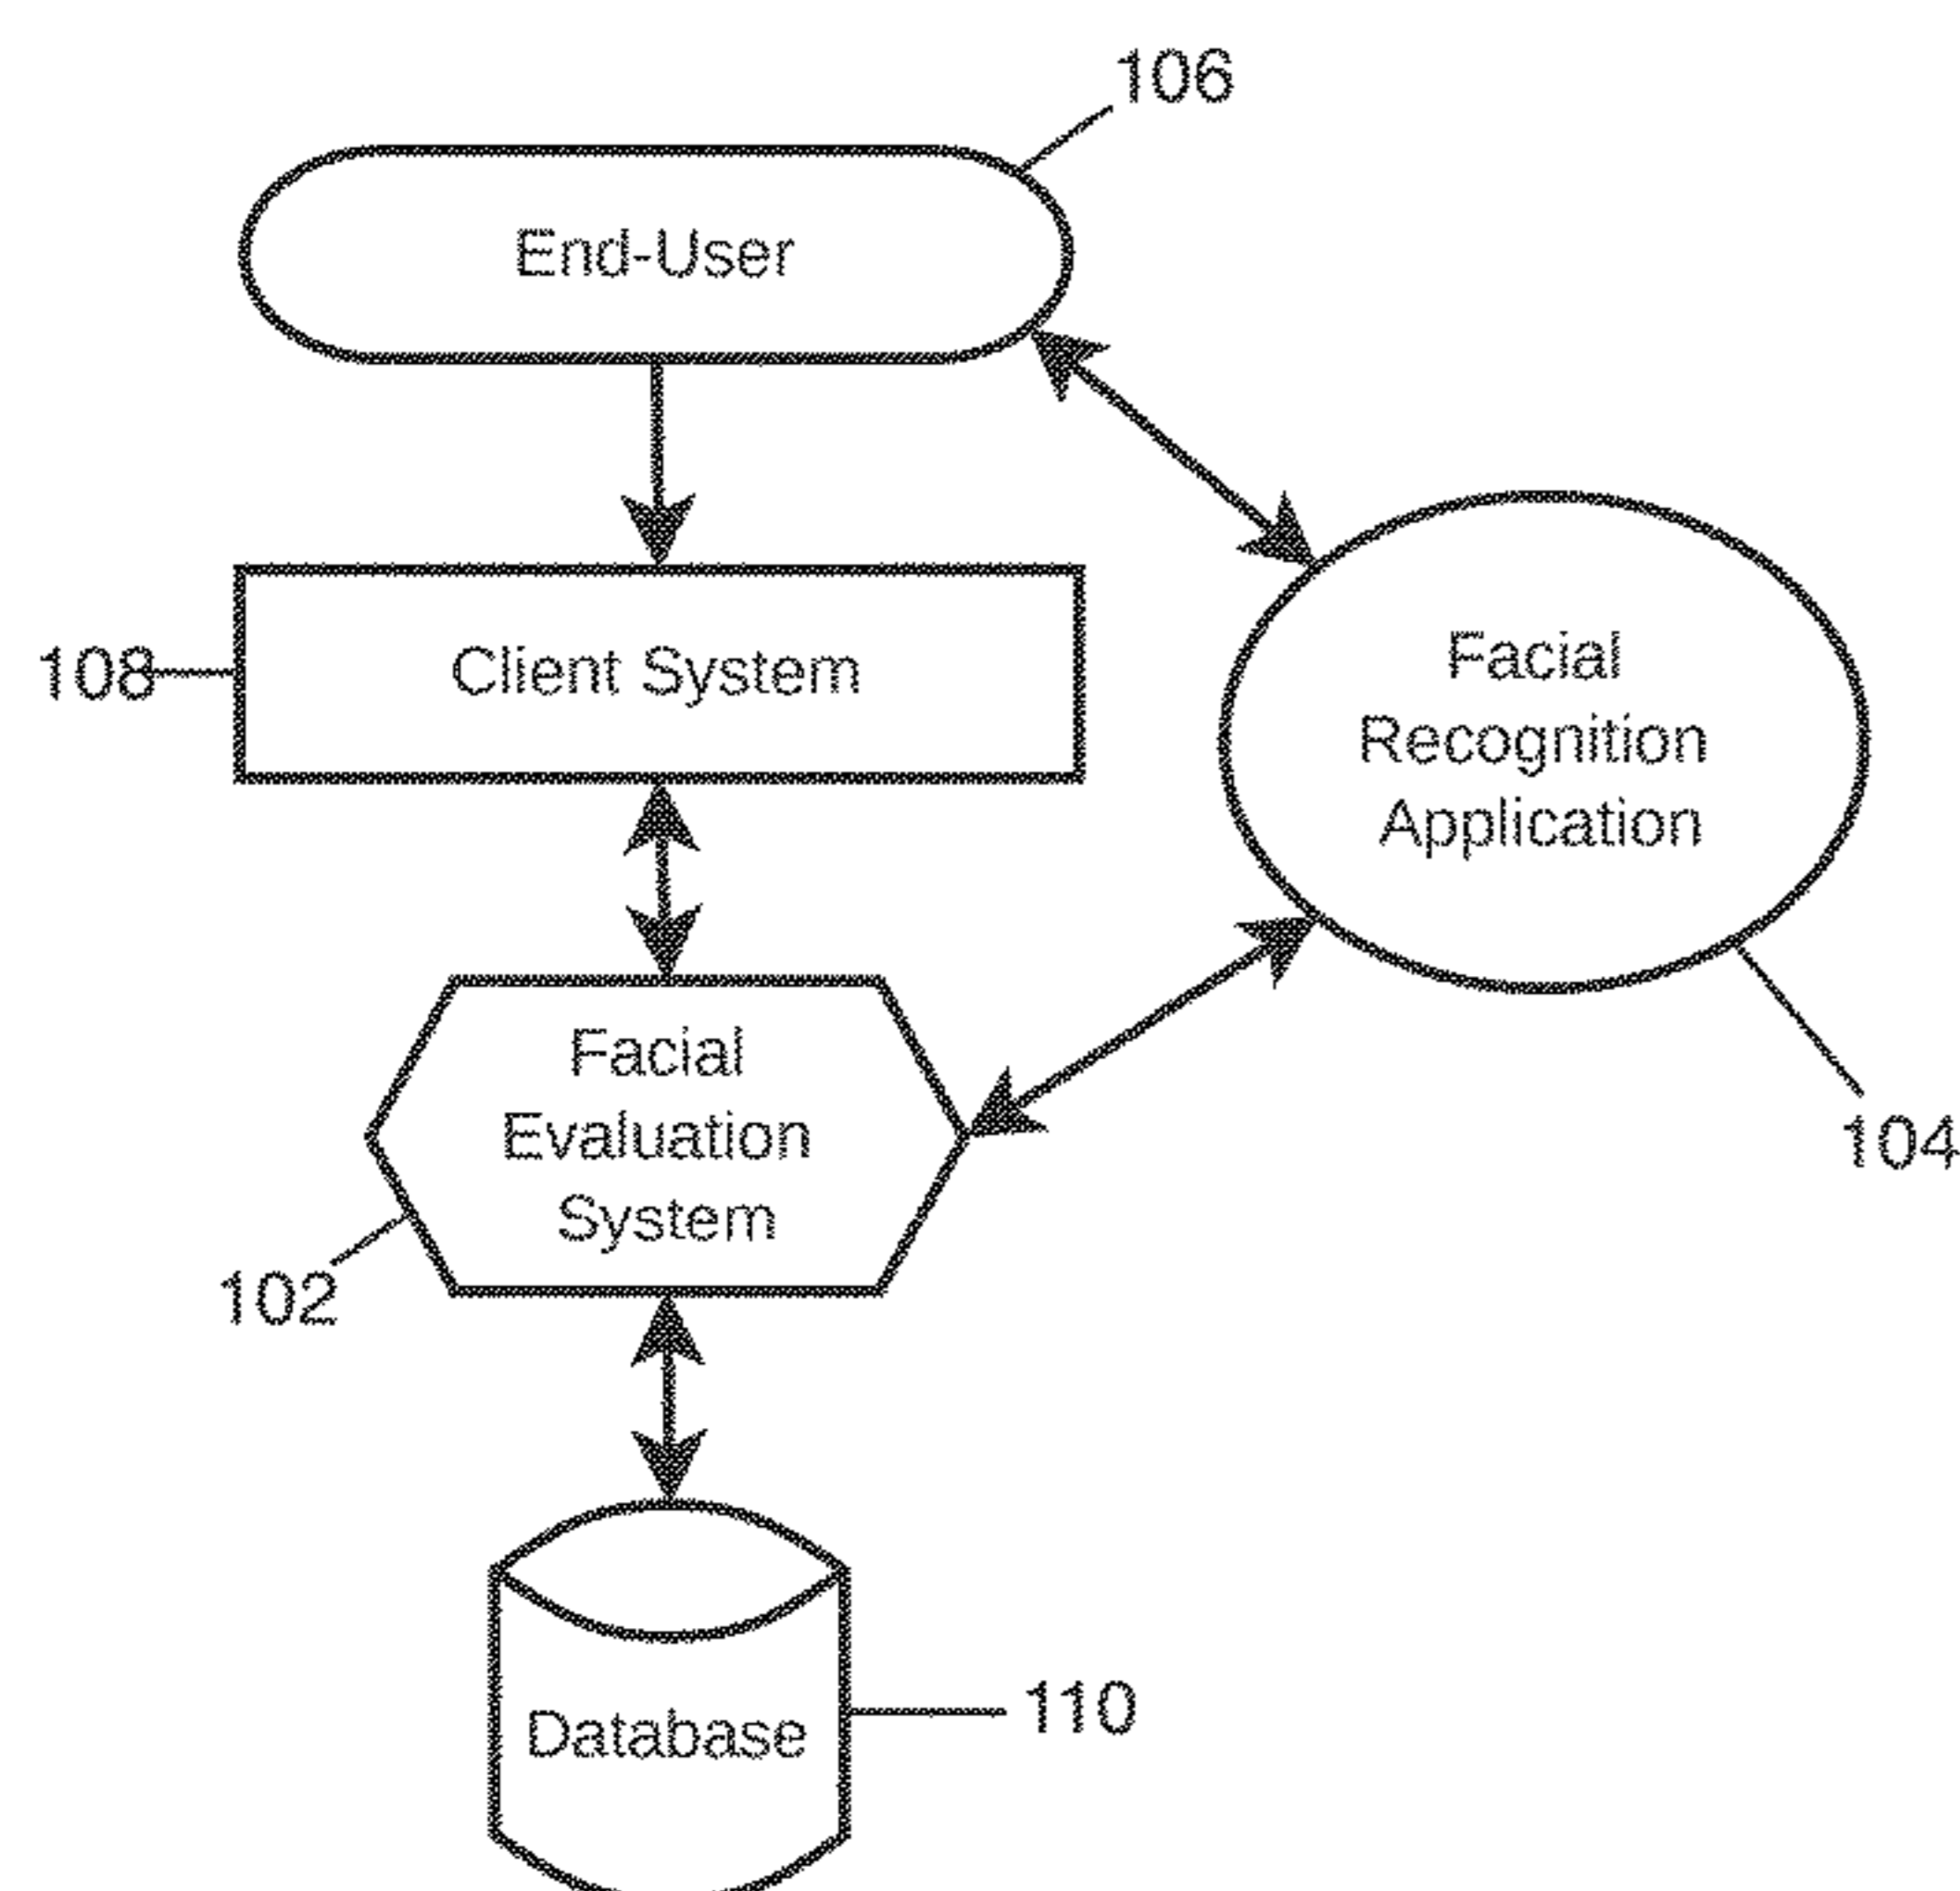 106
End-User
108
Client System
Facial
Recognition
Application
104
Facial
Evaluation
System
102
Database
110